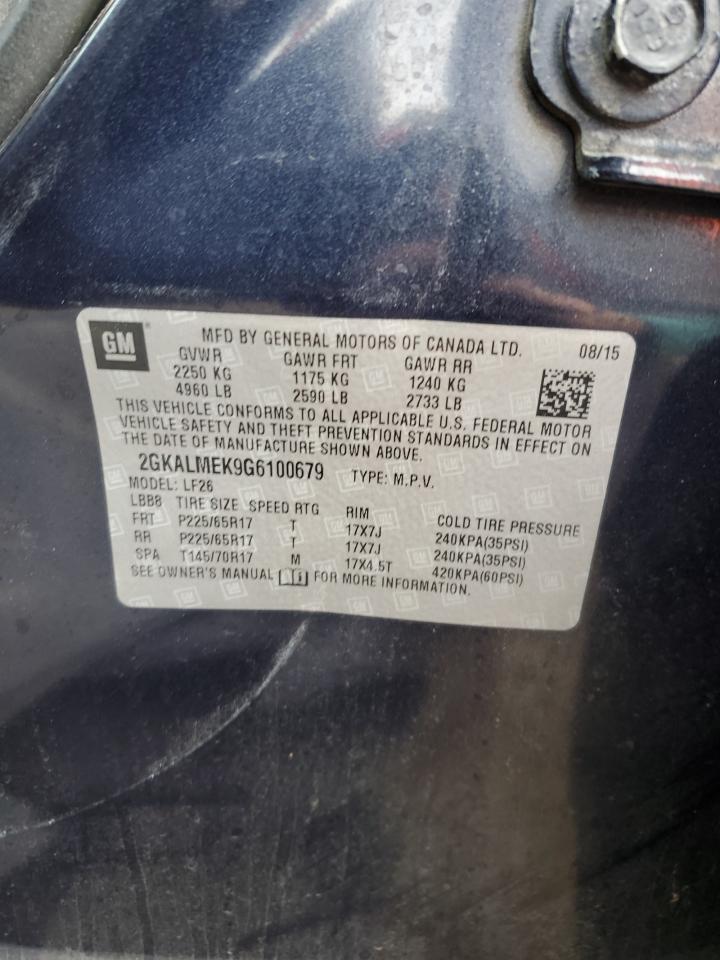 GM
MFD BY GENERAL MOTORS OF CANADA LTD. 08/15
GVWR GAWR FRT GAWR RR
2250 KG 1175 KG 1240 KG
4960 LB 2590 LB 2733 LB
THIS VEHICLE CONFORMS TO ALL APPLICABLE U.S. FEDERAL MOTOR
VEHICLE SAFETY AND THEFT PREVENTION STANDARDS IN EFFECT ON
THE DATE OF MANUFACTURE SHOWN ABOVE.
2GKALMEK9G6100679 TYPE: M.P.V.
MODEL: LF26
LBB8 TIRE SIZE SPEED RTG RIM COLD TIRE PRESSURE
FRT P225/65R17 T 17X7J 240KPA(35PSI)
RR P225/65R17 T 17X7J 240KPA(35PSI)
SPA T145/70R17 M 17X4.5T 420KPA(60PSI)
SEE OWNER'S MANUAL FOR MORE INFORMATION.